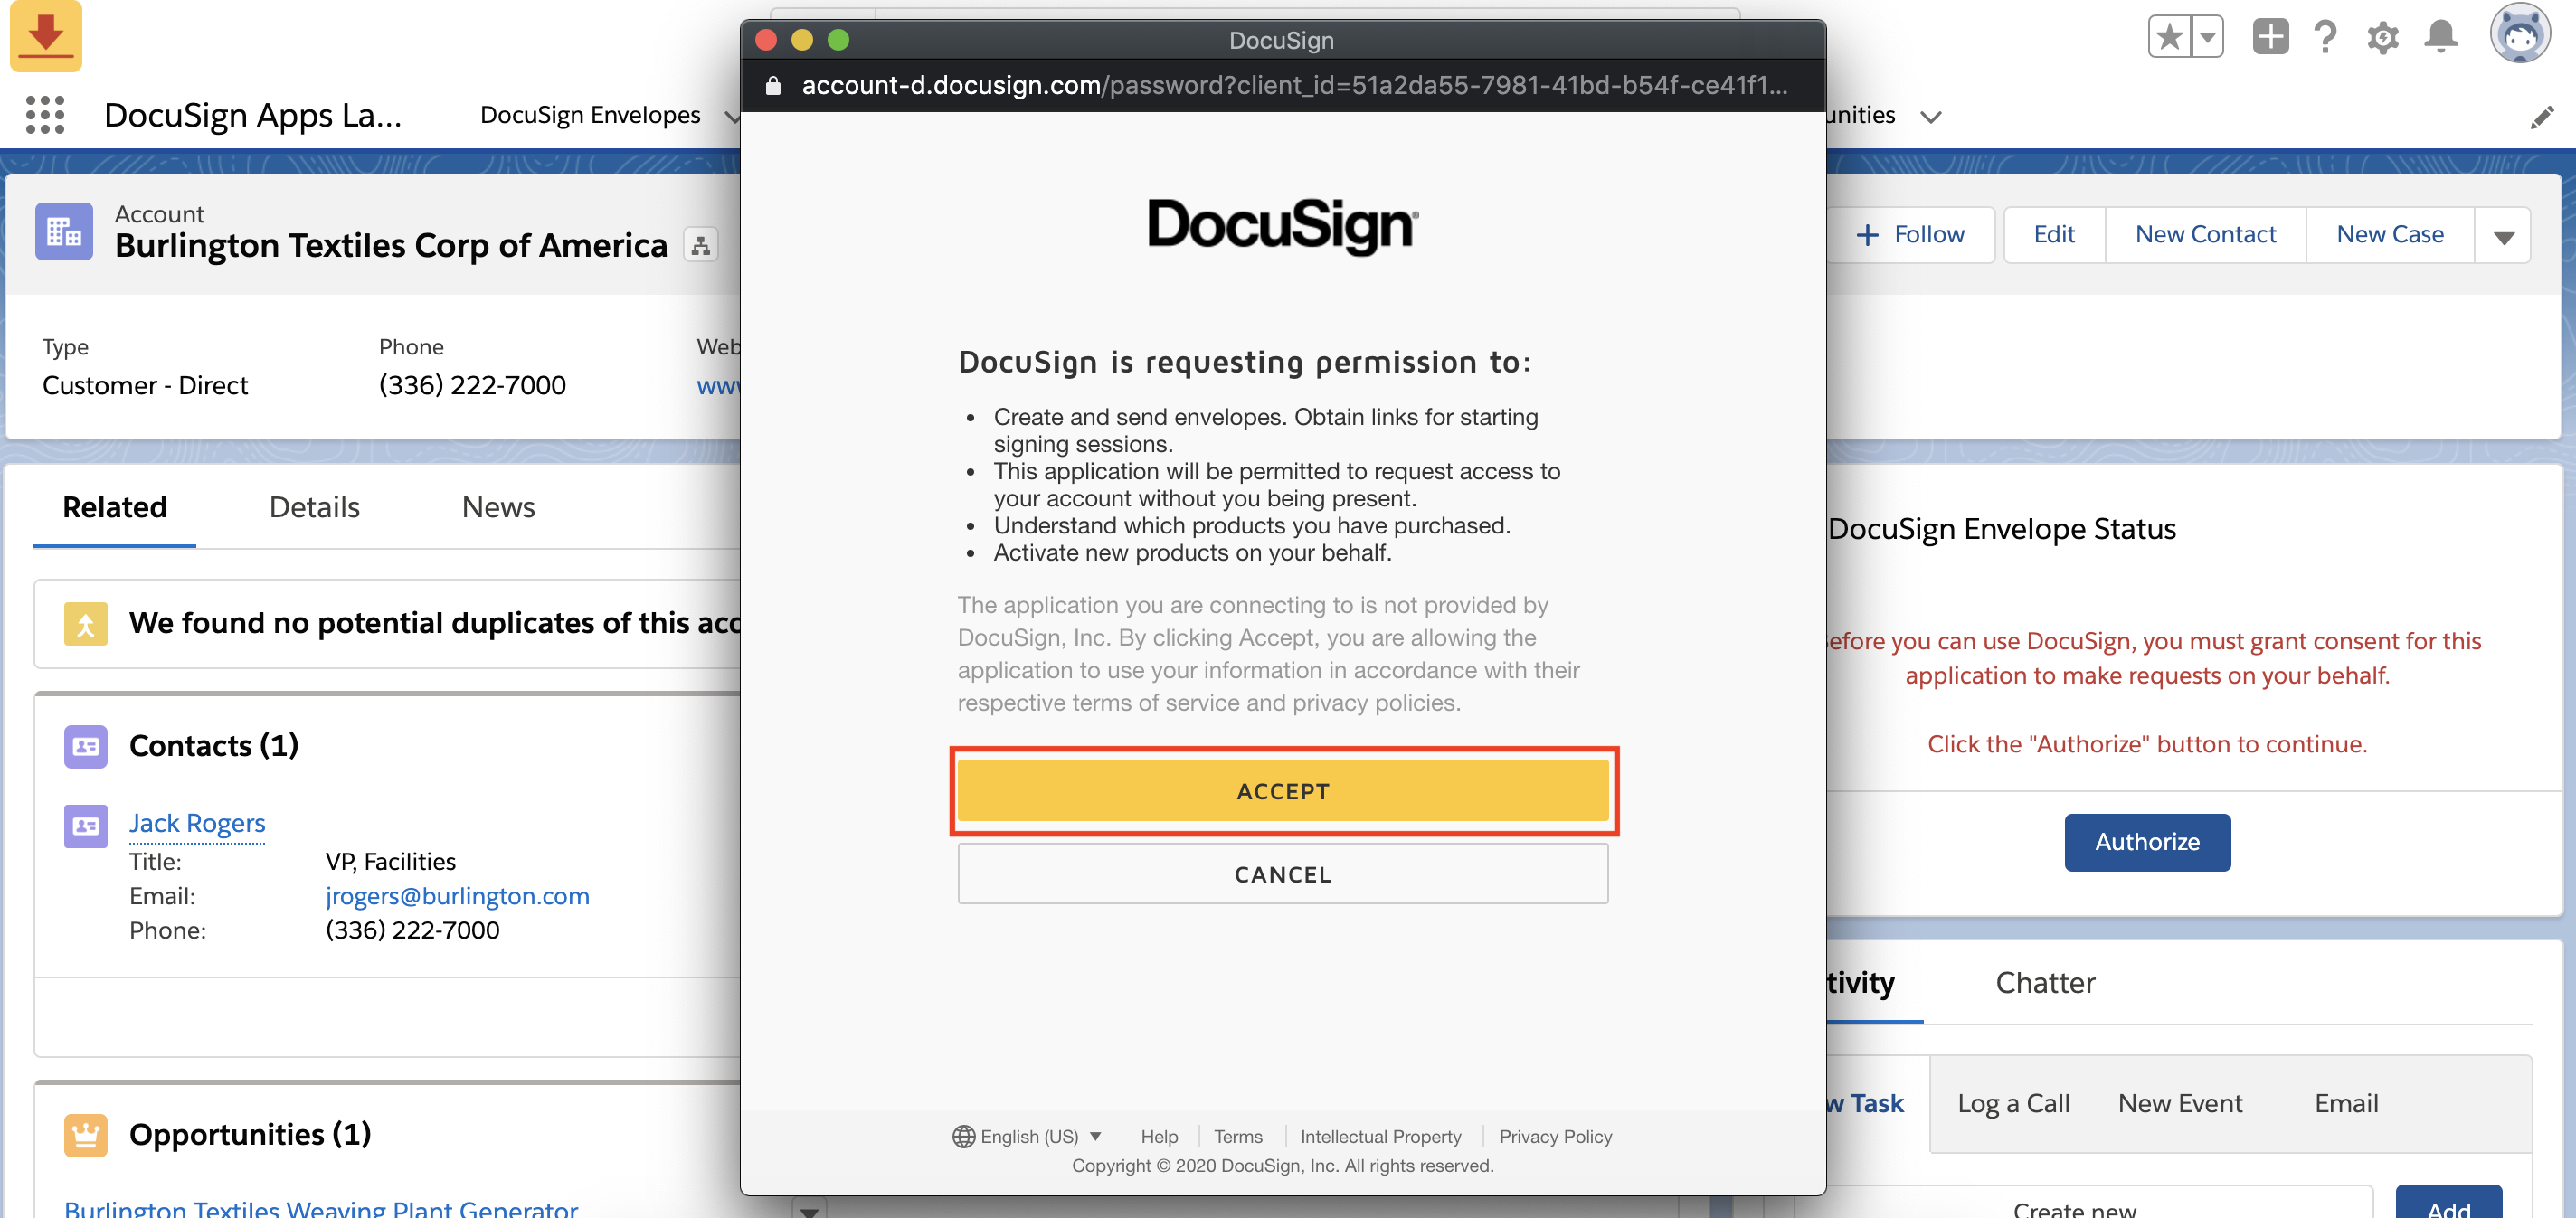 DocuSign
account-d.docusign.com/password?client_id=51a2da55-7981-41bd-b54f-ce41f1...
DocuSign Apps La...
DocuSign Envelopes
Account
Burlington Textiles Corp of America
Follow
Edit
New Contact
New Case
Type
Customer - Direct
Phone
(336) 222-7000
Related
Details
News
We found no potential duplicates of this
Contacts (1)
Jack Rogers
Title: VP, Facilities
Email: jrogers@burlington.com
Phone: (336) 222-7000
Opportunities (1)
Burlington Textiles Weaving Plant Generator
DocuSign
DocuSign is requesting permission to:
• Create and send envelopes. Obtain links for starting
signing sessions.
• This application will be permitted to request access to
your account without you being present.
• Understand which products you have purchased.
• Activate new products on your behalf.
The application you are connecting to is not provided by
DocuSign, Inc. By clicking Accept, you are allowing the
application to use your information in accordance with their
respective terms of service and privacy policies.
ACCEPT
CANCEL
English (US)
Help
Terms
Intellectual Property
Privacy Policy
Copyright © 2020 DocuSign, Inc. All rights reserved.
DocuSign Envelope Status
you can use DocuSign, you must grant consent for this
application to make requests on your behalf.
Click the "Authorize" button to continue.
Authorize
Chatter
Task
Log a Call
New Event
Email
Create new
Add